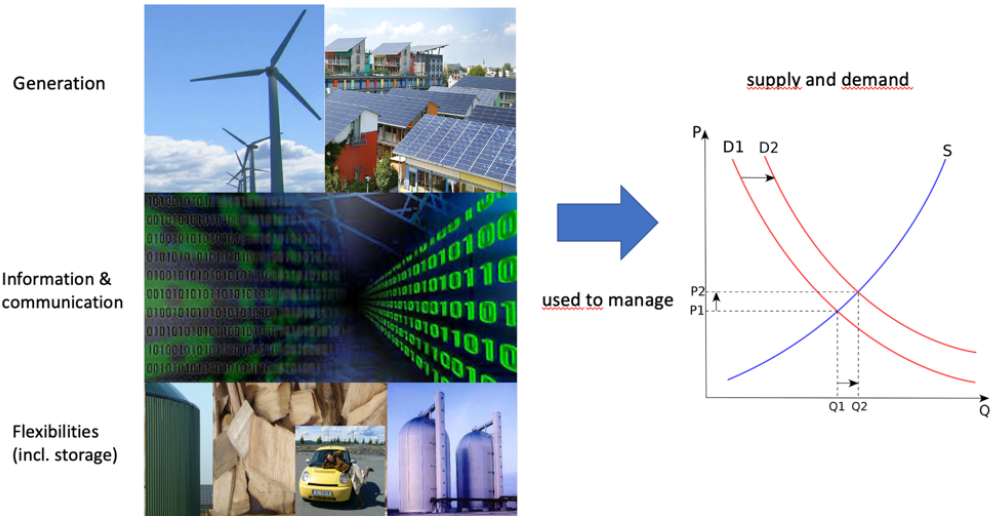 Generation
Information &
communication
Flexibilities
(incl. storage)
used to manage
supply and demand
P
D1
D2
S
P2
P1
Q1
Q2
Q